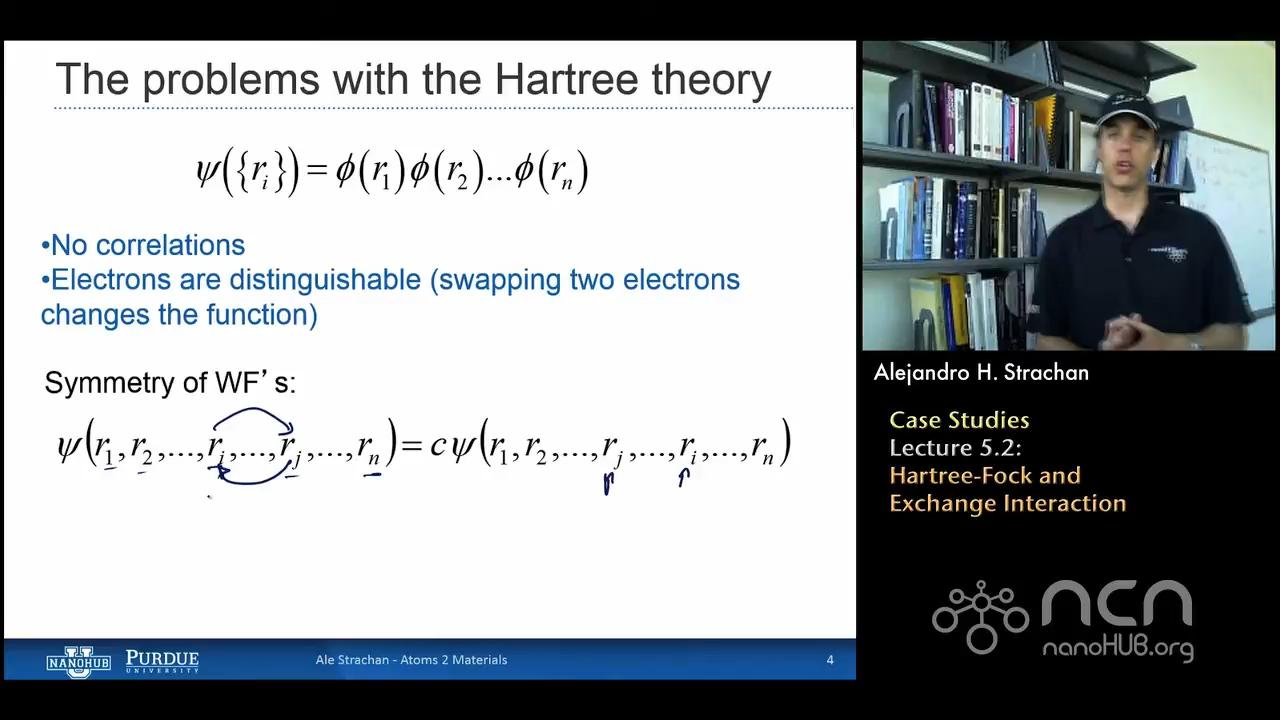 The problems with the Hartree theory
ψ({r_i}) = ϕ(r_1)ϕ(r_2)...ϕ(r_n)
•No correlations
•Electrons are distinguishable (swapping two electrons
changes the function)
Symmetry of WF's:
ψ(r_1, r_2,..., r_i,..., r_j,..., r_n) = cψ(r_1, r_2,..., r_j,..., r_i,..., r_n)
NANOHUB U
PURDUE
UNIVERSITY
Ale Strachan - Atoms 2 Materials
4
Alejandro H. Strachan
Case Studies
Lecture 5.2:
Hartree-Fock and
Exchange Interaction
ncn
nanoHUB.org